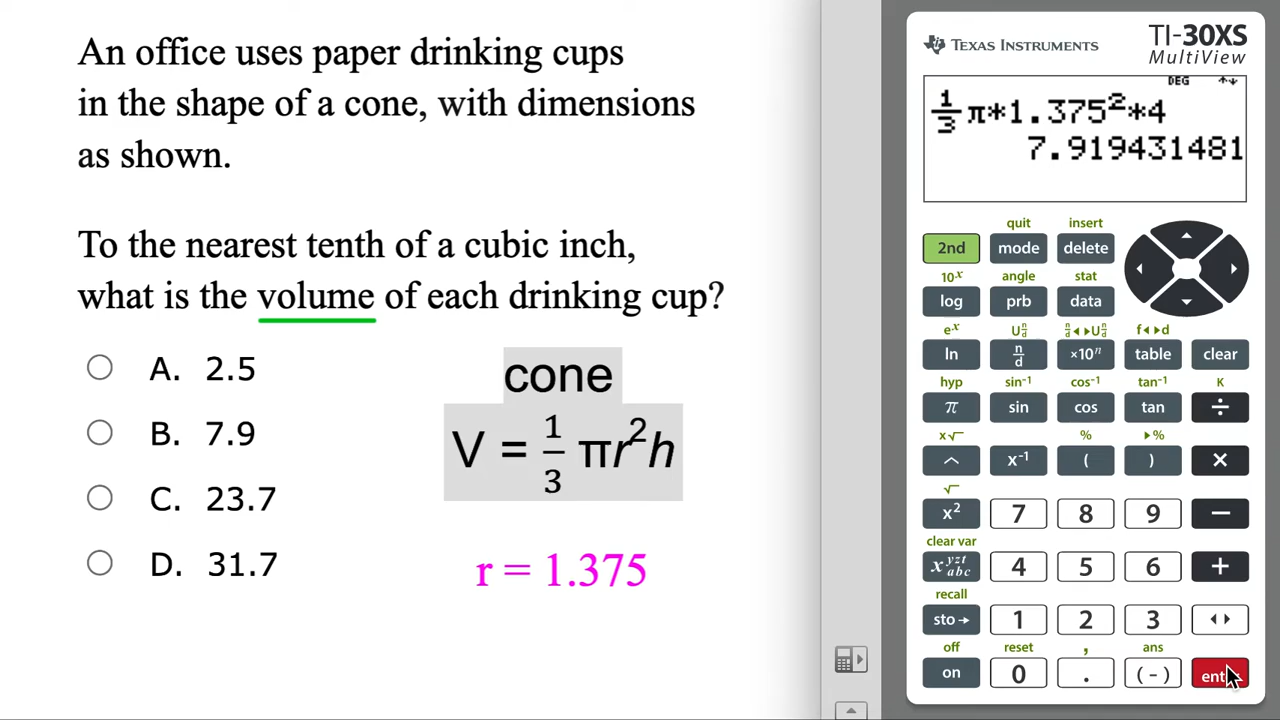 An office uses paper drinking cups
in the shape of a cone, with dimensions
as shown.
To the nearest tenth of a cubic inch,
what is the volume of each drinking cup?
A. 2.5
B. 7.9
C. 23.7
D. 31.7
cone
V = 1/3 πr²h
r = 1.375
TEXAS INSTRUMENTS
TI-30XS
MultiView
DEG
1/3 π*1.375²*4
7.919431481
quit insert
2nd mode delete
10ˣ angle stat
log prb data
eˣ U n/d n/d ◄►U n/d f◄►d
ln n/d ×10ⁿ table clear
hyp sin⁻¹ cos⁻¹ tan⁻¹ K
π sin cos tan ÷
x√ % ►%
^ x⁻¹ ( ) ×
√
x² 7 8 9 −
clear var
x yzt abc 4 5 6 +
recall
sto→ 1 2 3 ◄►
off reset , ans
on 0 . (-) ent